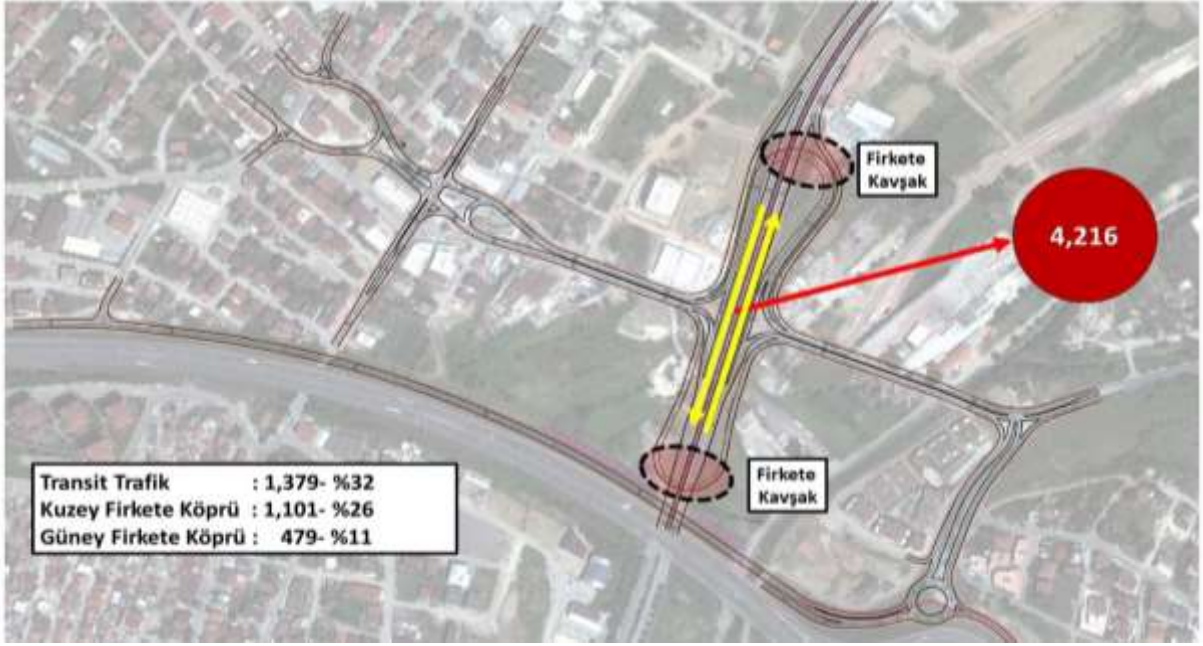 Firkete
Kavşak
4,216
Firkete
Kavşak
Transit Trafik : 1,379- %32
Kuzey Firkete Köprü : 1,101- %26
Güney Firkete Köprü : 479- %11